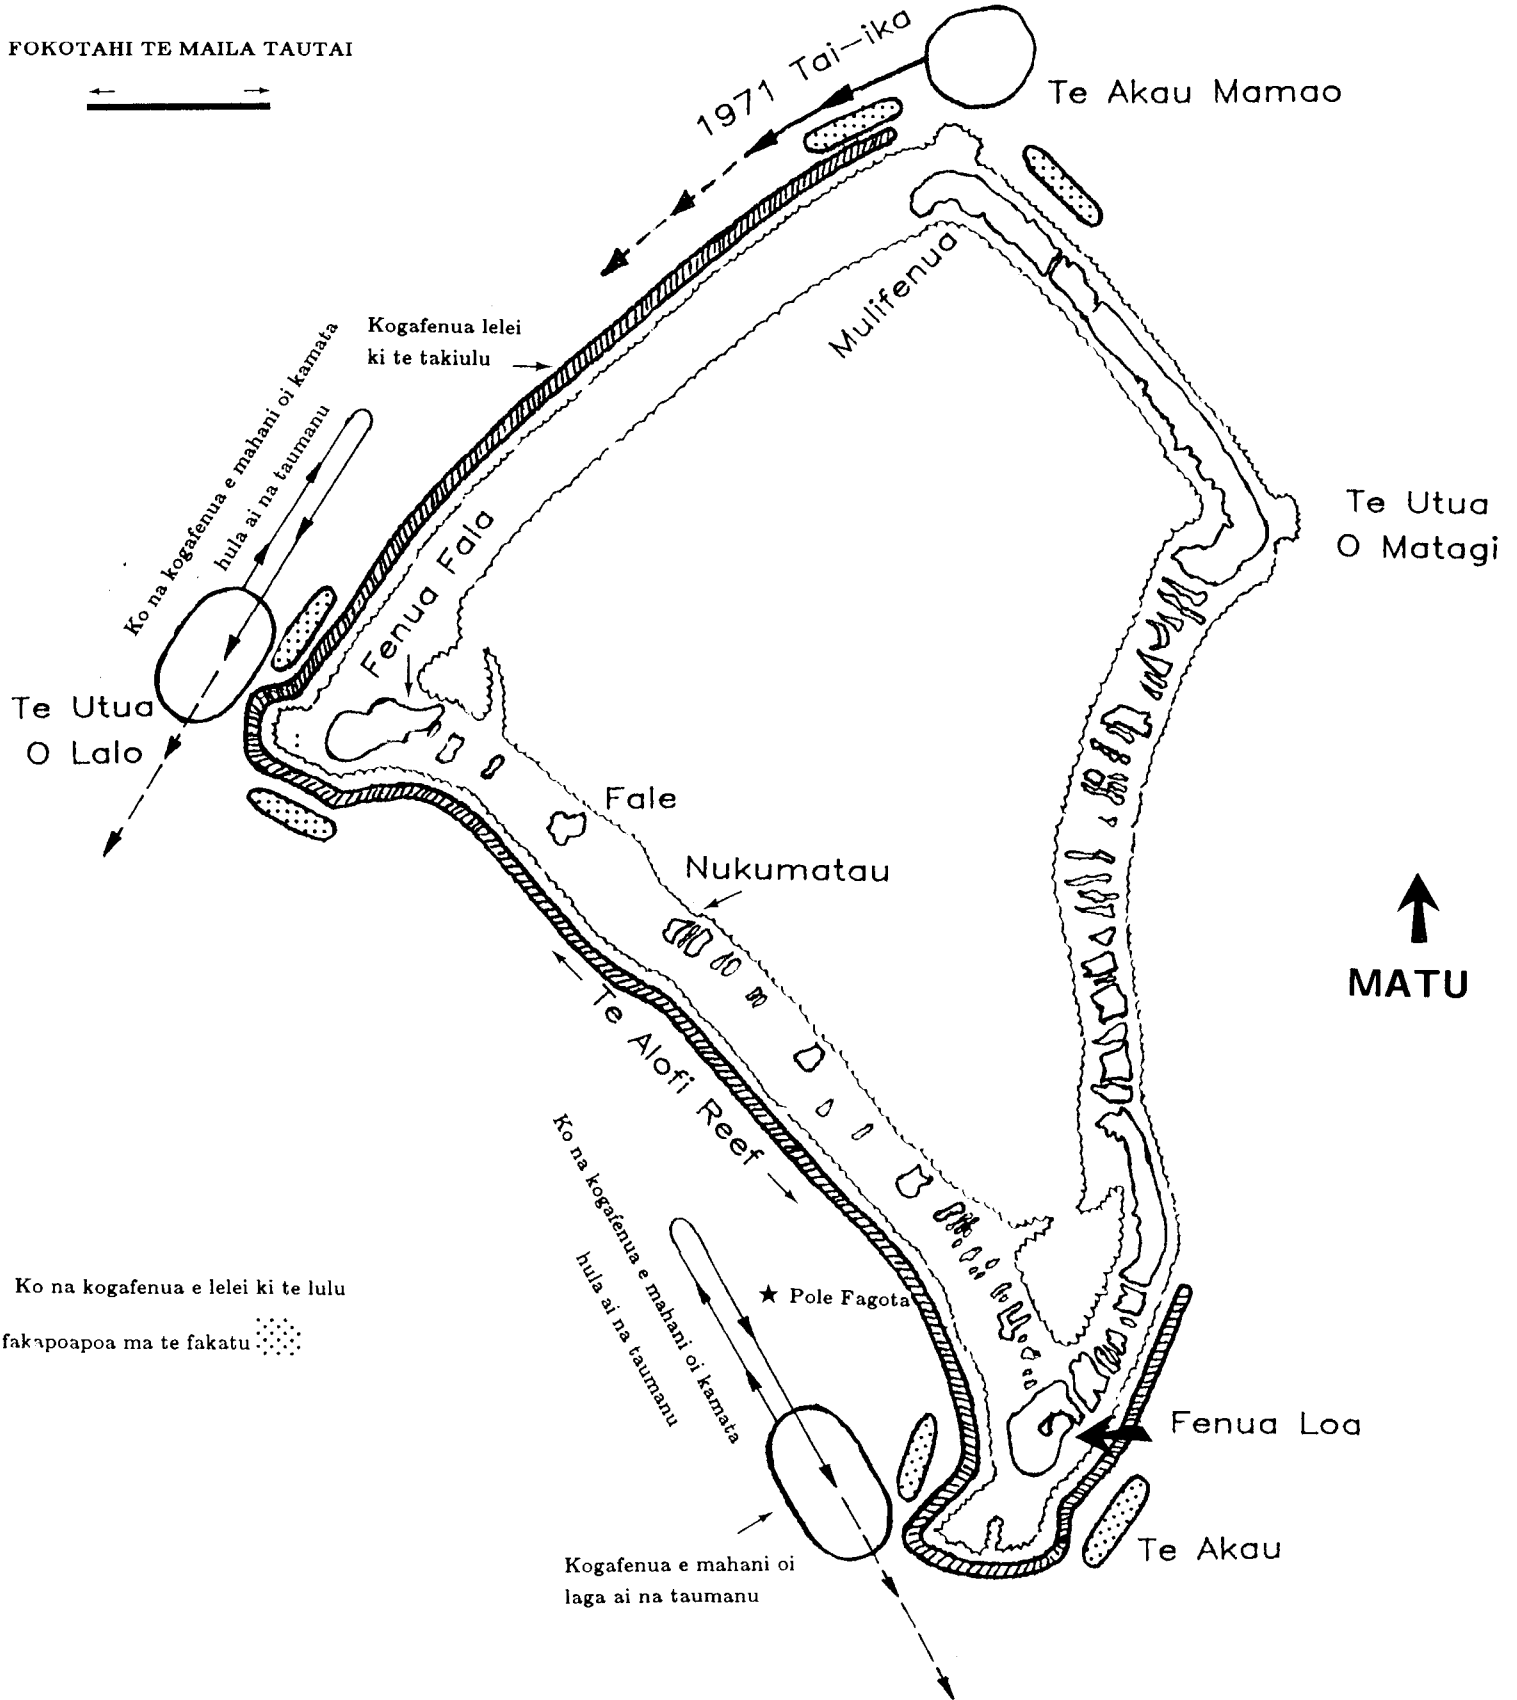 FOKOTAHI TE MAILA TAUTAI
1971 Tai-ika
Te Akau Mamao
Mulifenua
Kogafenua lelei
ki te takiulu
Ko na kogafenua e mahani oi kamata
hula ai na taumanu
Te Utua
O Matagi
Fenua Fala
Te Utua
O Lalo
Fale
Nukumatau
MATU
Te Alofi Reef
Ko na kogafenua e mahani oi kamata
hula ai na taumanu
Ko na kogafenua e lelei ki te lulu
fakapoapoa ma te fakatu
Pole Fagota
Fenua Loa
Te Akau
Kogafenua e mahani oi
laga ai na taumanu